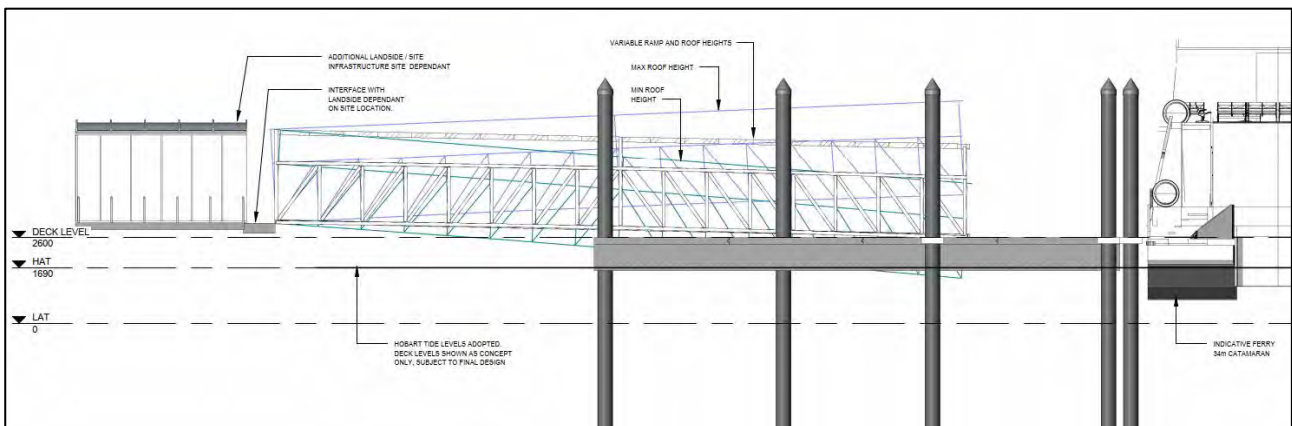 VARIABLE RAMP AND ROOF HEIGHTS
ADDITIONAL LANDSIDE / SITE
INFRASTRUCTURE SITE DEPENDANT
MAX ROOF HEIGHT
INTERFACE WITH
LANDSIDE DEPENDANT
ON SITE LOCATION.
MIN ROOF
HEIGHT
DECK LEVEL
2600
HAT
1690
LAT
0
HOBART TIDE LEVELS ADOPTED.
DECK LEVELS SHOWN AS CONCEPT
ONLY, SUBJECT TO FINAL DESIGN
INDICATIVE FERRY
34m CATAMARAN